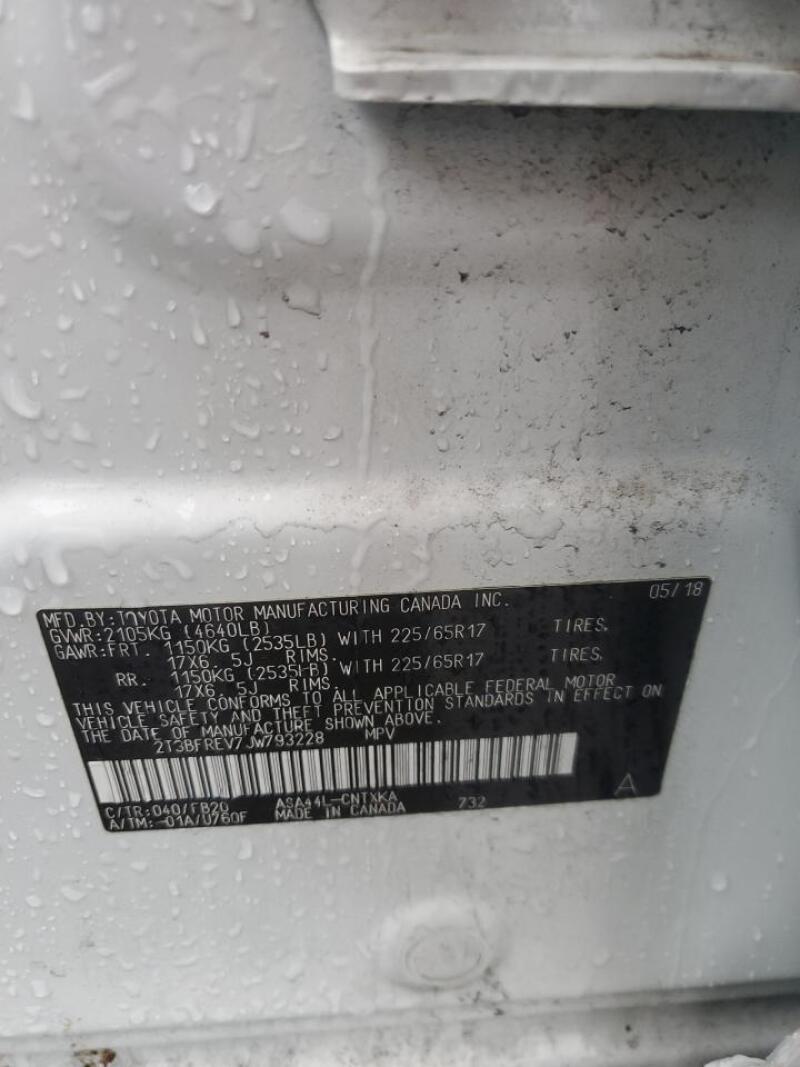 MFD.BY:TOYOTA MOTOR MANUFACTURING CANADA INC. 05/18
GVWR:2105KG (4640LB)
GAWR:FRT. 1150KG (2535LB) WITH 225/65R17 TIRES.
17X6.5J RIMS.
RR. 1150KG (2535LB) WITH 225/65R17 TIRES.
17X6.5J RIMS.
THIS VEHICLE CONFORMS TO ALL APPLICABLE FEDERAL MOTOR
VEHICLE SAFETY AND THEFT PREVENTION STANDARDS IN EFFECT ON
THE DATE OF MANUFACTURE SHOWN ABOVE.
2T3BFREV7JW793228 MPV
A
C/TR:040/FB20 ASA44L-CNTXKA 732
A/TM:-01A/U760F MADE IN CANADA